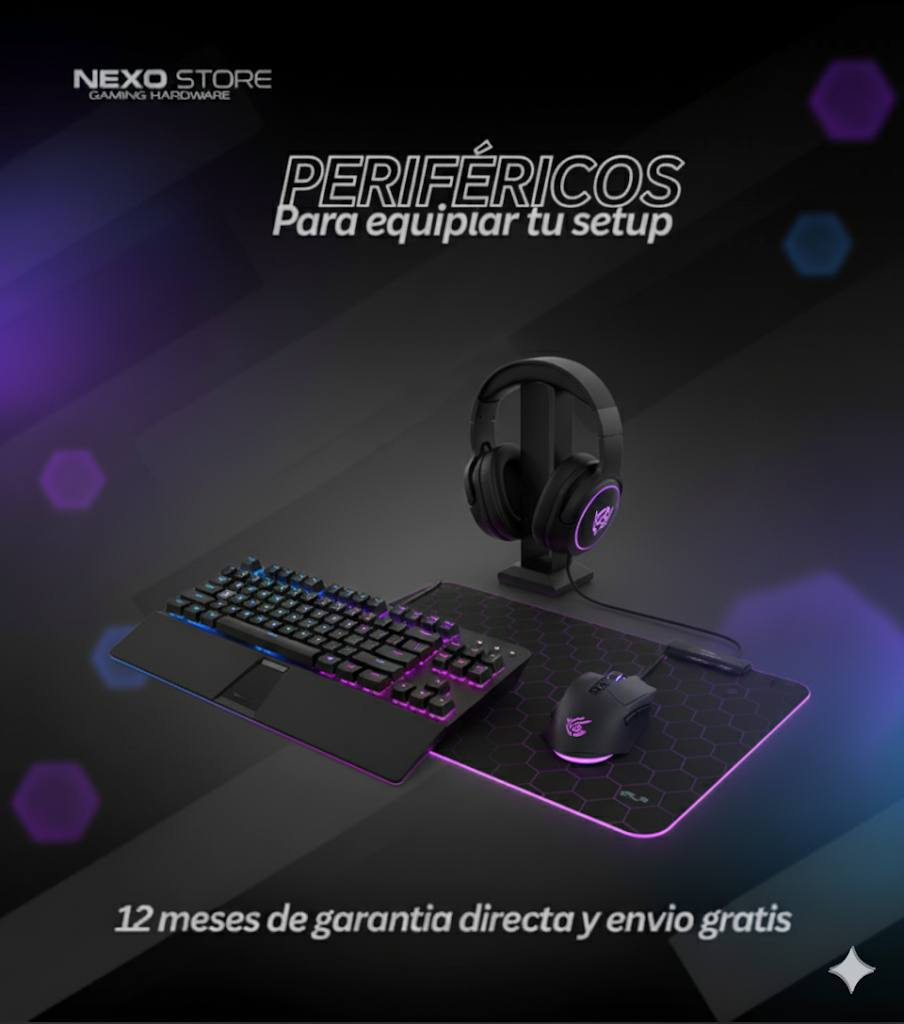 NEXO STORE
GAMING HARDWARE
PERIFÉRICOS
Para equipiar tu setup
12 meses de garantia directa y envio gratis